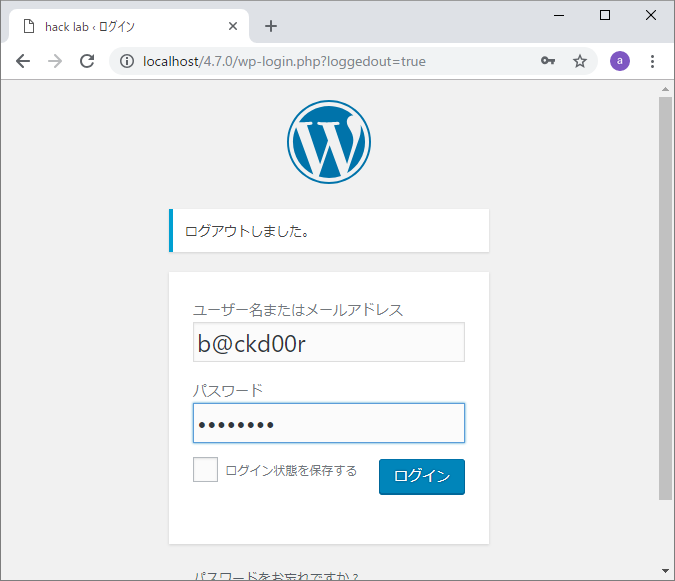 hack lab ‹ ログイン
localhost/4.7.0/wp-login.php?loggedout=true
a
ログアウトしました。
ユーザー名またはメールアドレス
b@ckd00r
パスワード
••••••••
ログイン状態を保存する
ログイン
パスワードをお忘れですか ?